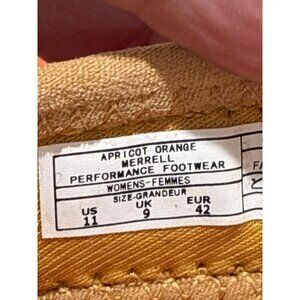 APRICOT ORANGE
MERRELL
PERFORMANCE FOOTWEAR
WOMENS-FEMMES
SIZE-GRANDEUR
US UK EUR
11 9 42